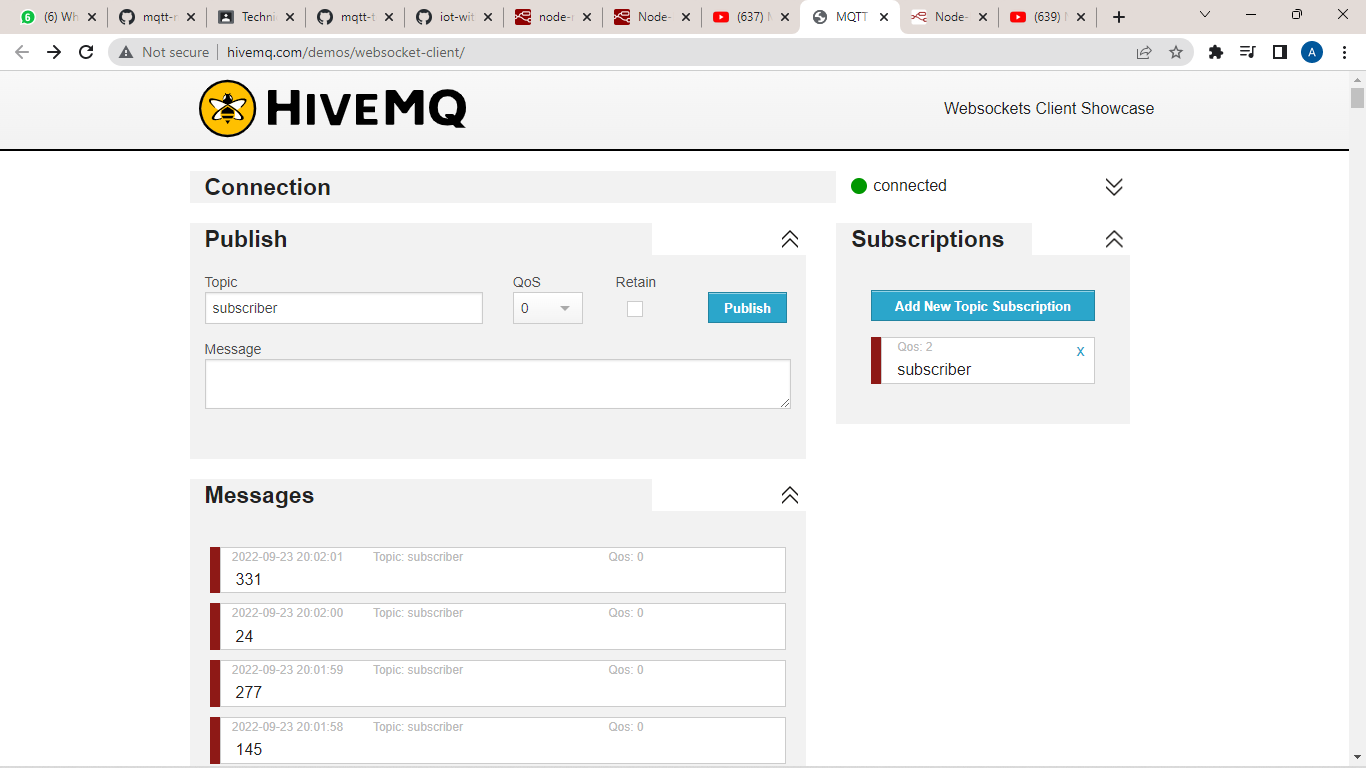 (6) Wh
mqtt-r
Techni
mqtt-t
iot-wit
node-r
Node-
(637) M
MQTT
Node-
(639) M
Not secure
hivemq.com/demos/websocket-client/
A
HIVEMQ
Websockets Client Showcase
Connection
connected
Publish
Subscriptions
Topic QoS Retain
subscriber 0 Publish
Add New Topic Subscription
Message
Qos: 2 x
subscriber
Messages
2022-09-23 20:02:01 Topic: subscriber Qos: 0
331
2022-09-23 20:02:00 Topic: subscriber Qos: 0
24
2022-09-23 20:01:59 Topic: subscriber Qos: 0
277
2022-09-23 20:01:58 Topic: subscriber Qos: 0
145